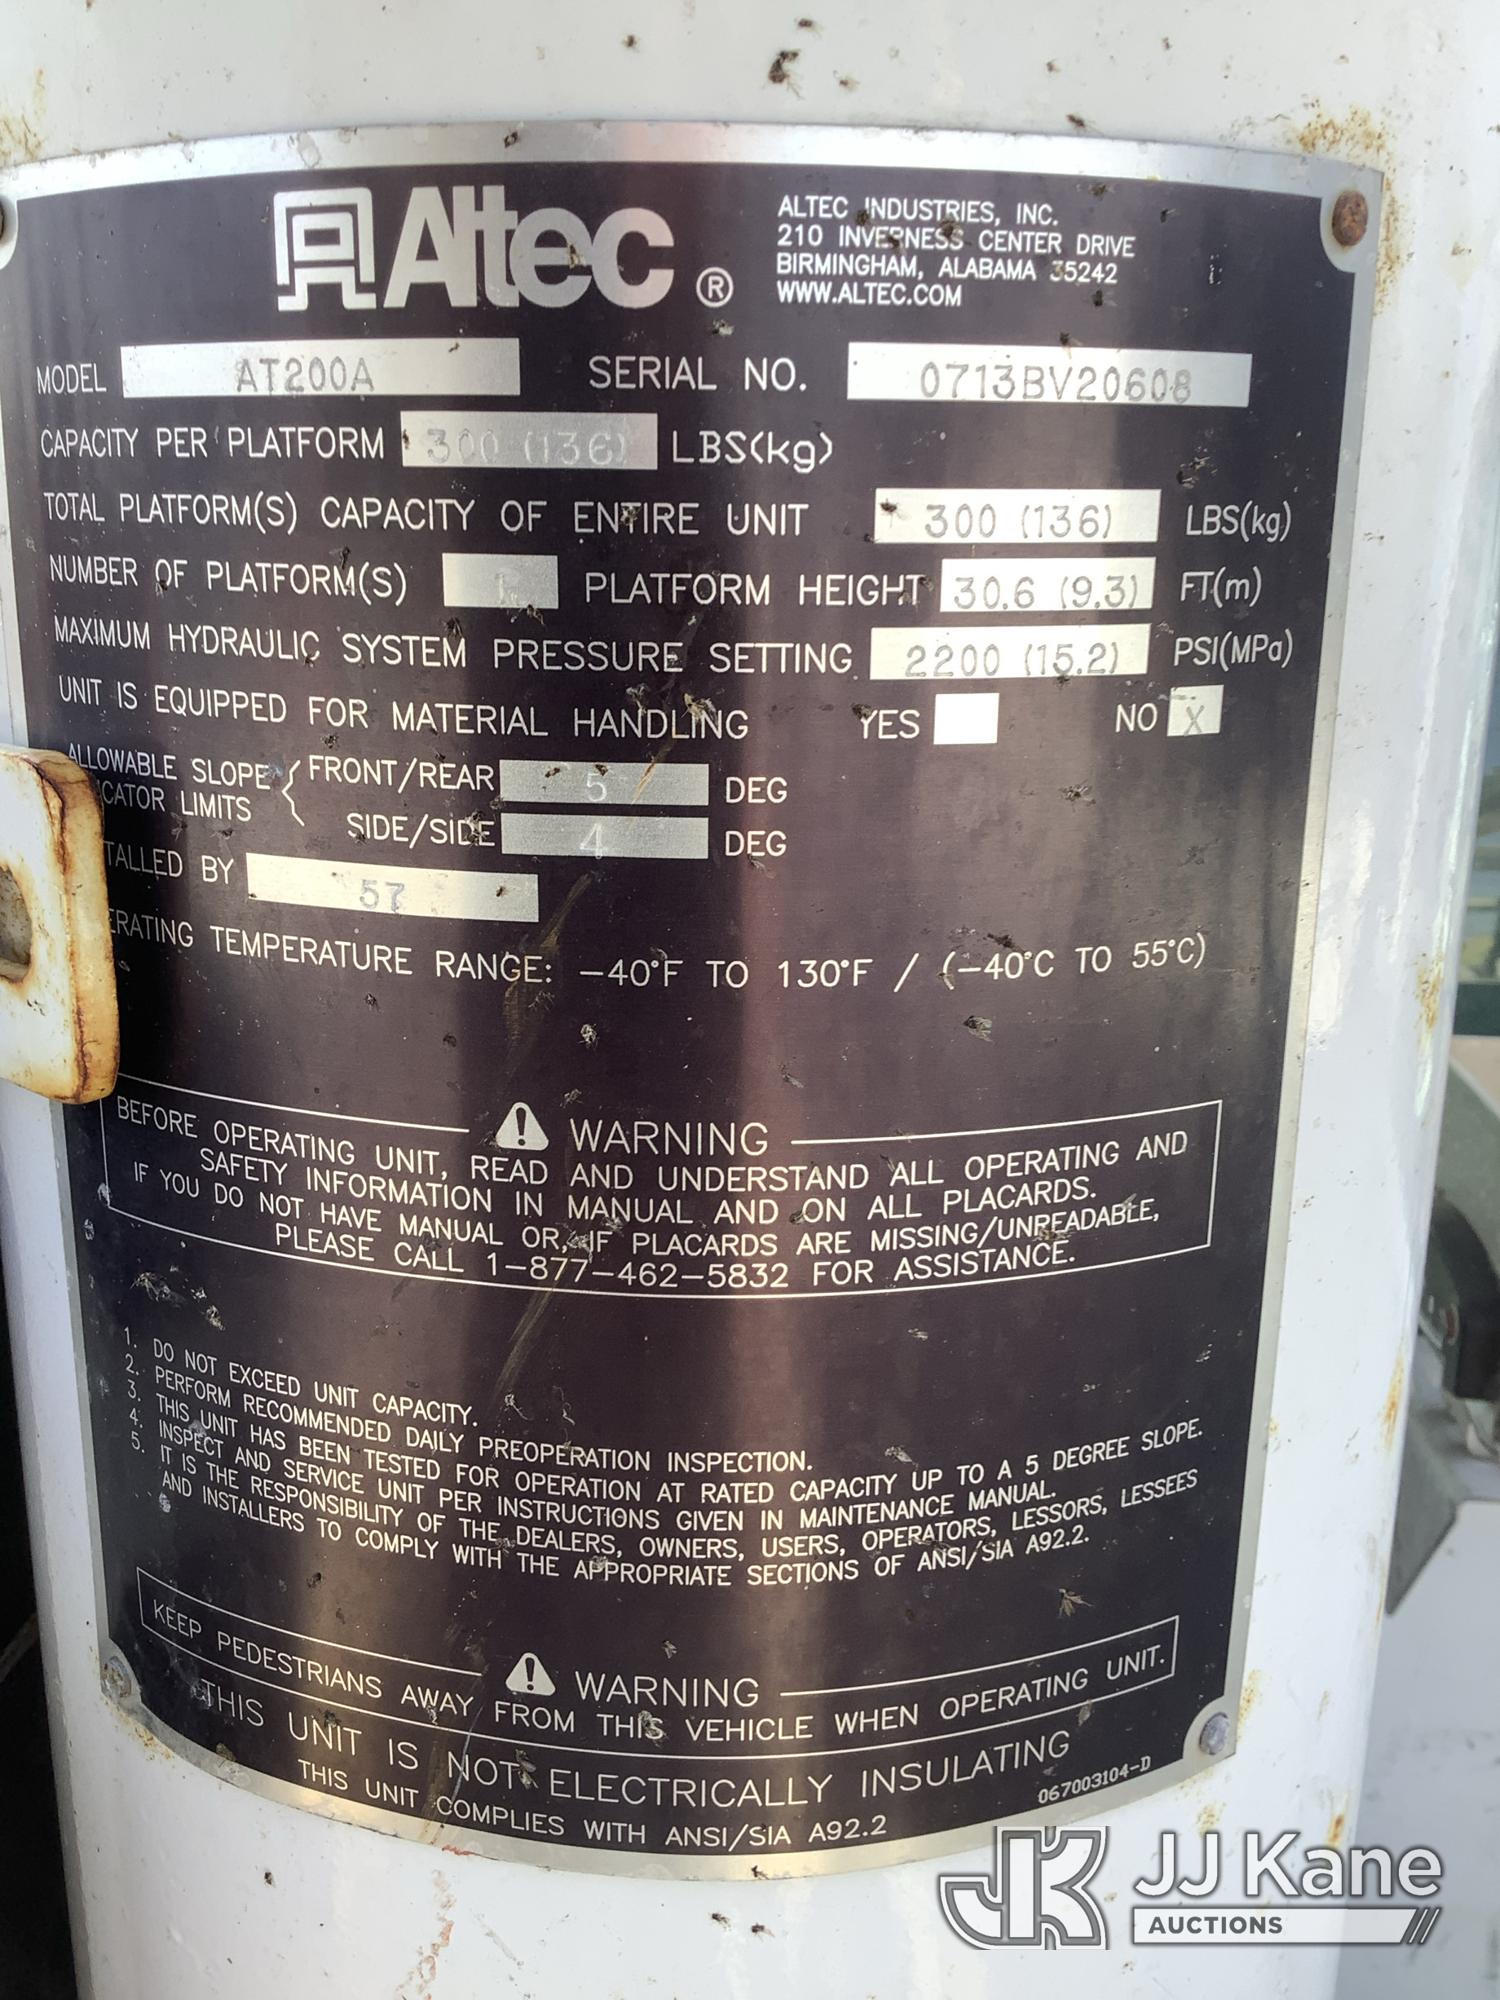 Altec ®
ALTEC INDUSTRIES, INC.
210 INVERNESS CENTER DRIVE
BIRMINGHAM, ALABAMA 35242
WWW.ALTEC.COM
MODEL AT200A SERIAL NO. 0713BV20608
CAPACITY PER PLATFORM 300 (136) LBS(kg)
TOTAL PLATFORM(S) CAPACITY OF ENTIRE UNIT 300 (136) LBS(kg)
NUMBER OF PLATFORM(S) PLATFORM HEIGHT 30.6 (9.3) FT(m)
MAXIMUM HYDRAULIC SYSTEM PRESSURE SETTING 2200 (15.2) PSI(MPa)
UNIT IS EQUIPPED FOR MATERIAL HANDLING YES NO X
ALLOWABLE SLOPE FRONT/REAR 5 DEG
CATOR LIMITS SIDE/SIDE 4 DEG
TALLED BY 57
ERATING TEMPERATURE RANGE: -40°F TO 130°F / (-40°C TO 55°C)
WARNING
BEFORE OPERATING UNIT, READ AND UNDERSTAND ALL OPERATING AND
SAFETY INFORMATION IN MANUAL AND ON ALL PLACARDS.
IF YOU DO NOT HAVE MANUAL OR, IF PLACARDS ARE MISSING/UNREADABLE,
PLEASE CALL 1-877-462-5832 FOR ASSISTANCE.
1. DO NOT EXCEED UNIT CAPACITY.
2. PERFORM RECOMMENDED DAILY PREOPERATION INSPECTION.
3. THIS UNIT HAS BEEN TESTED FOR OPERATION AT RATED CAPACITY UP TO A 5 DEGREE SLOPE.
4. INSPECT AND SERVICE UNIT PER INSTRUCTIONS GIVEN IN MAINTENANCE MANUAL.
5. IT IS THE RESPONSIBILITY OF THE DEALERS, OWNERS, USERS, OPERATORS, LESSORS, LESSEES
AND INSTALLERS TO COMPLY WITH THE APPROPRIATE SECTIONS OF ANSI/SIA A92.2.
WARNING
KEEP PEDESTRIANS AWAY FROM THIS VEHICLE WHEN OPERATING UNIT.
THIS UNIT IS NOT ELECTRICALLY INSULATING
THIS UNIT COMPLIES WITH ANSI/SIA A92.2
067003104-D
JK JJ Kane
AUCTIONS